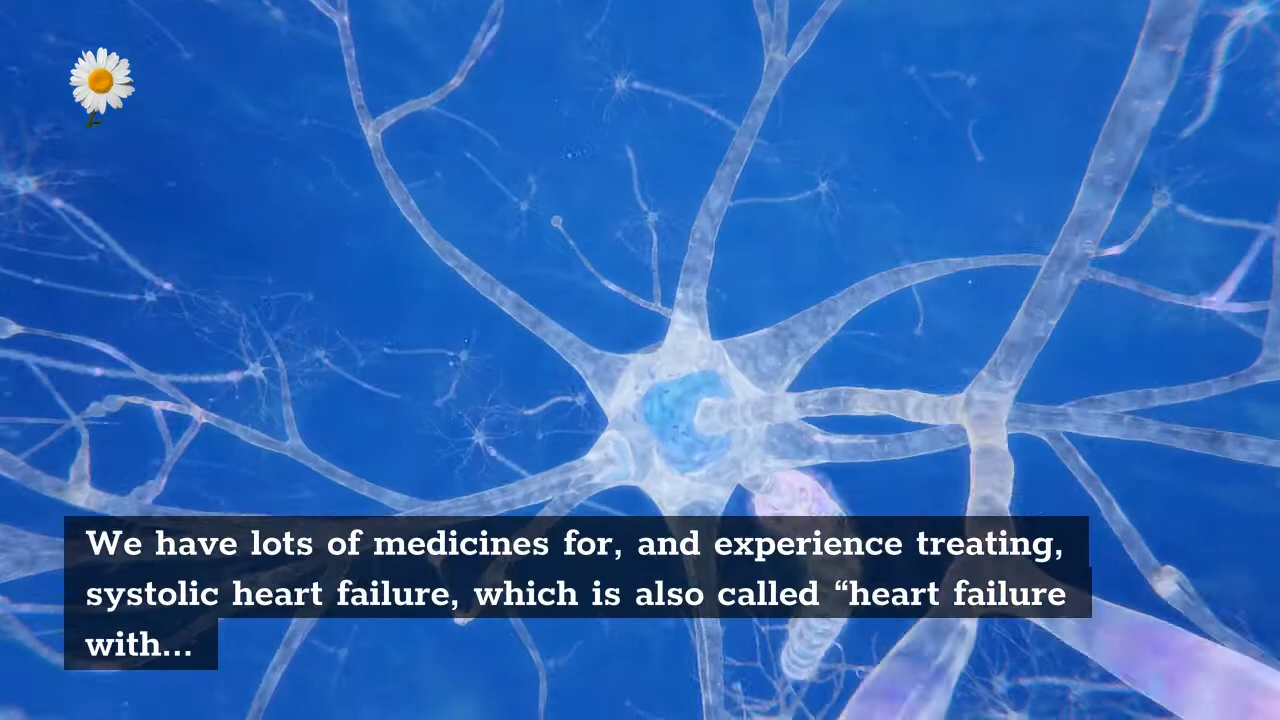 We have lots of medicines for, and experience treating,
systolic heart failure, which is also called “heart failure
with...